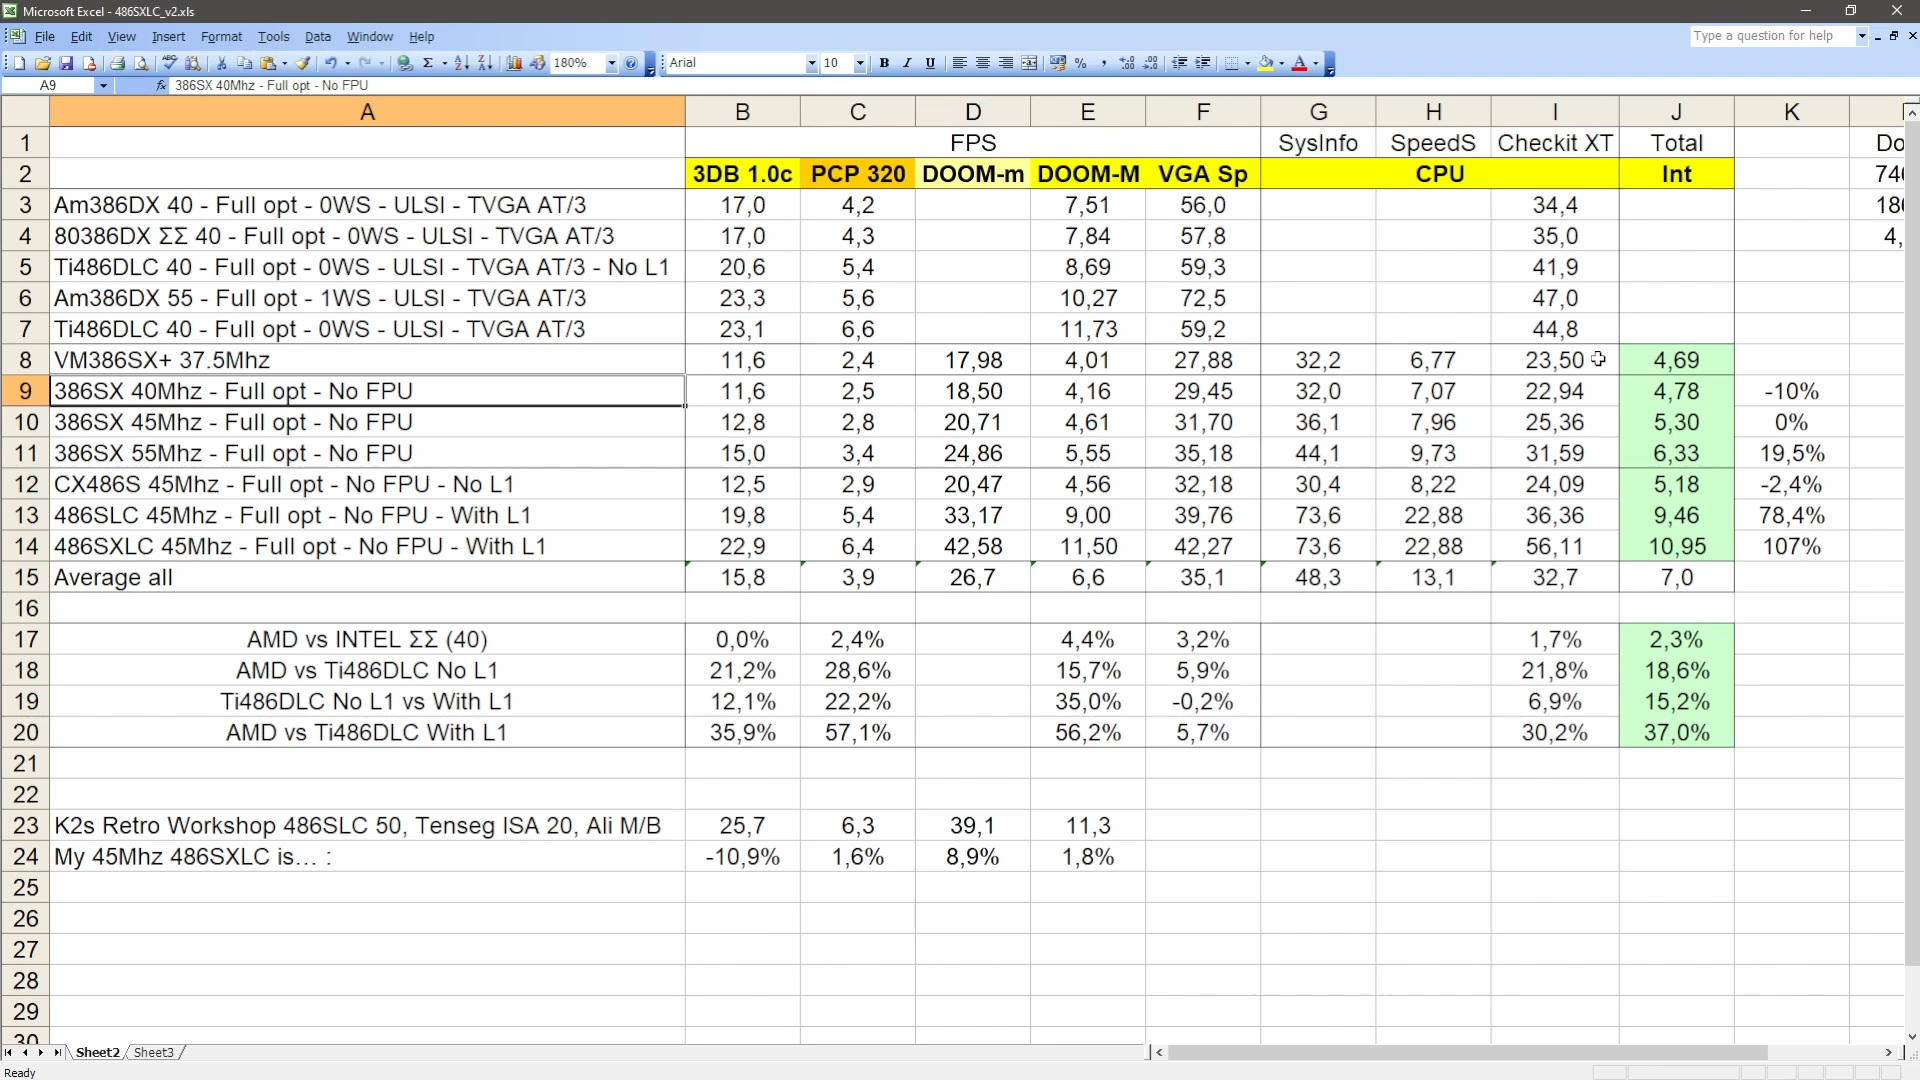 Microsoft Excel - 486SXLC_v2.xls
File Edit View Insert Format Tools Data Window Help Type a question for help
180% Arial 10 B I U
A9 fx 386SX 40Mhz - Full opt - No FPU
A B C D E F G H I J K
1 FPS SysInfo SpeedS Checkit XT Total Do
2 3DB 1.0c PCP 320 DOOM-m DOOM-M VGA Sp CPU Int 740
3 Am386DX 40 - Full opt - 0WS - ULSI - TVGA AT/3 17,0 4,2 7,51 56,0 34,4 180
4 80386DX ΣΣ 40 - Full opt - 0WS - ULSI - TVGA AT/3 17,0 4,3 7,84 57,8 35,0 4,
5 Ti486DLC 40 - Full opt - 0WS - ULSI - TVGA AT/3 - No L1 20,6 5,4 8,69 59,3 41,9
6 Am386DX 55 - Full opt - 1WS - ULSI - TVGA AT/3 23,3 5,6 10,27 72,5 47,0
7 Ti486DLC 40 - Full opt - 0WS - ULSI - TVGA AT/3 23,1 6,6 11,73 59,2 44,8
8 VM386SX+ 37.5Mhz 11,6 2,4 17,98 4,01 27,88 32,2 6,77 23,50 4,69
9 386SX 40Mhz - Full opt - No FPU 11,6 2,5 18,50 4,16 29,45 32,0 7,07 22,94 4,78 -10%
10 386SX 45Mhz - Full opt - No FPU 12,8 2,8 20,71 4,61 31,70 36,1 7,96 25,36 5,30 0%
11 386SX 55Mhz - Full opt - No FPU 15,0 3,4 24,86 5,55 35,18 44,1 9,73 31,59 6,33 19,5%
12 CX486S 45Mhz - Full opt - No FPU - No L1 12,5 2,9 20,47 4,56 32,18 30,4 8,22 24,09 5,18 -2,4%
13 486SLC 45Mhz - Full opt - No FPU - With L1 19,8 5,4 33,17 9,00 39,76 73,6 22,88 36,36 9,46 78,4%
14 486SXLC 45Mhz - Full opt - No FPU - With L1 22,9 6,4 42,58 11,50 42,27 73,6 22,88 56,11 10,95 107%
15 Average all 15,8 3,9 26,7 6,6 35,1 48,3 13,1 32,7 7,0
16
17 AMD vs INTEL ΣΣ (40) 0,0% 2,4% 4,4% 3,2% 1,7% 2,3%
18 AMD vs Ti486DLC No L1 21,2% 28,6% 15,7% 5,9% 21,8% 18,6%
19 Ti486DLC No L1 vs With L1 12,1% 22,2% 35,0% -0,2% 6,9% 15,2%
20 AMD vs Ti486DLC With L1 35,9% 57,1% 56,2% 5,7% 30,2% 37,0%
21
22
23 K2s Retro Workshop 486SLC 50, Tenseg ISA 20, Ali M/B 25,7 6,3 39,1 11,3
24 My 45Mhz 486SXLC is... : -10,9% 1,6% 8,9% 1,8%
25
26
27
28
29
30
Sheet2 Sheet3
Ready